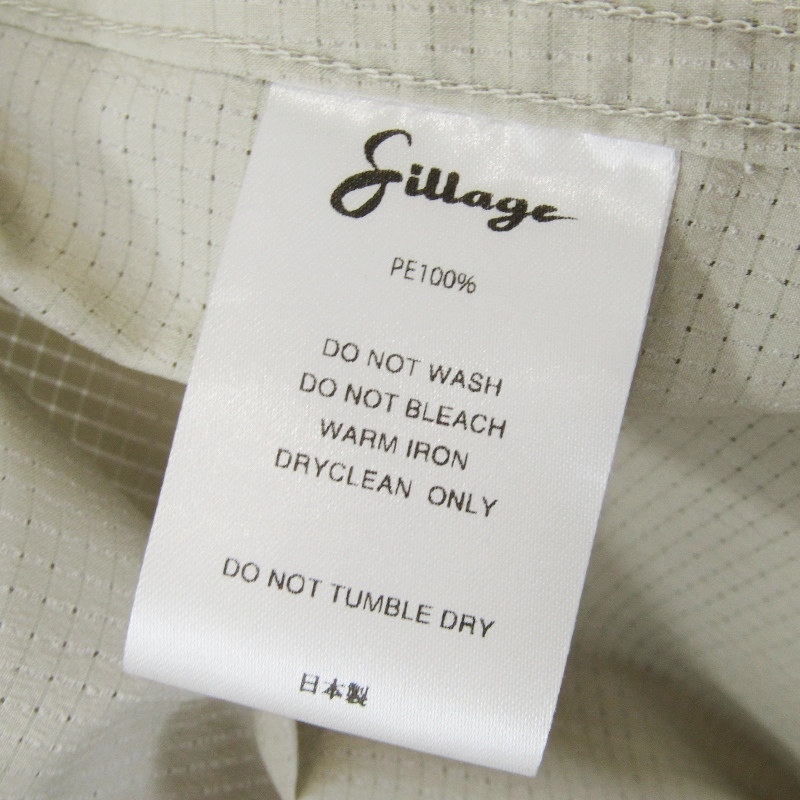 Sillage
PE100%
DO NOT WASH
DO NOT BLEACH
WARM IRON
DRYCLEAN ONLY
DO NOT TUMBLE DRY
日本製